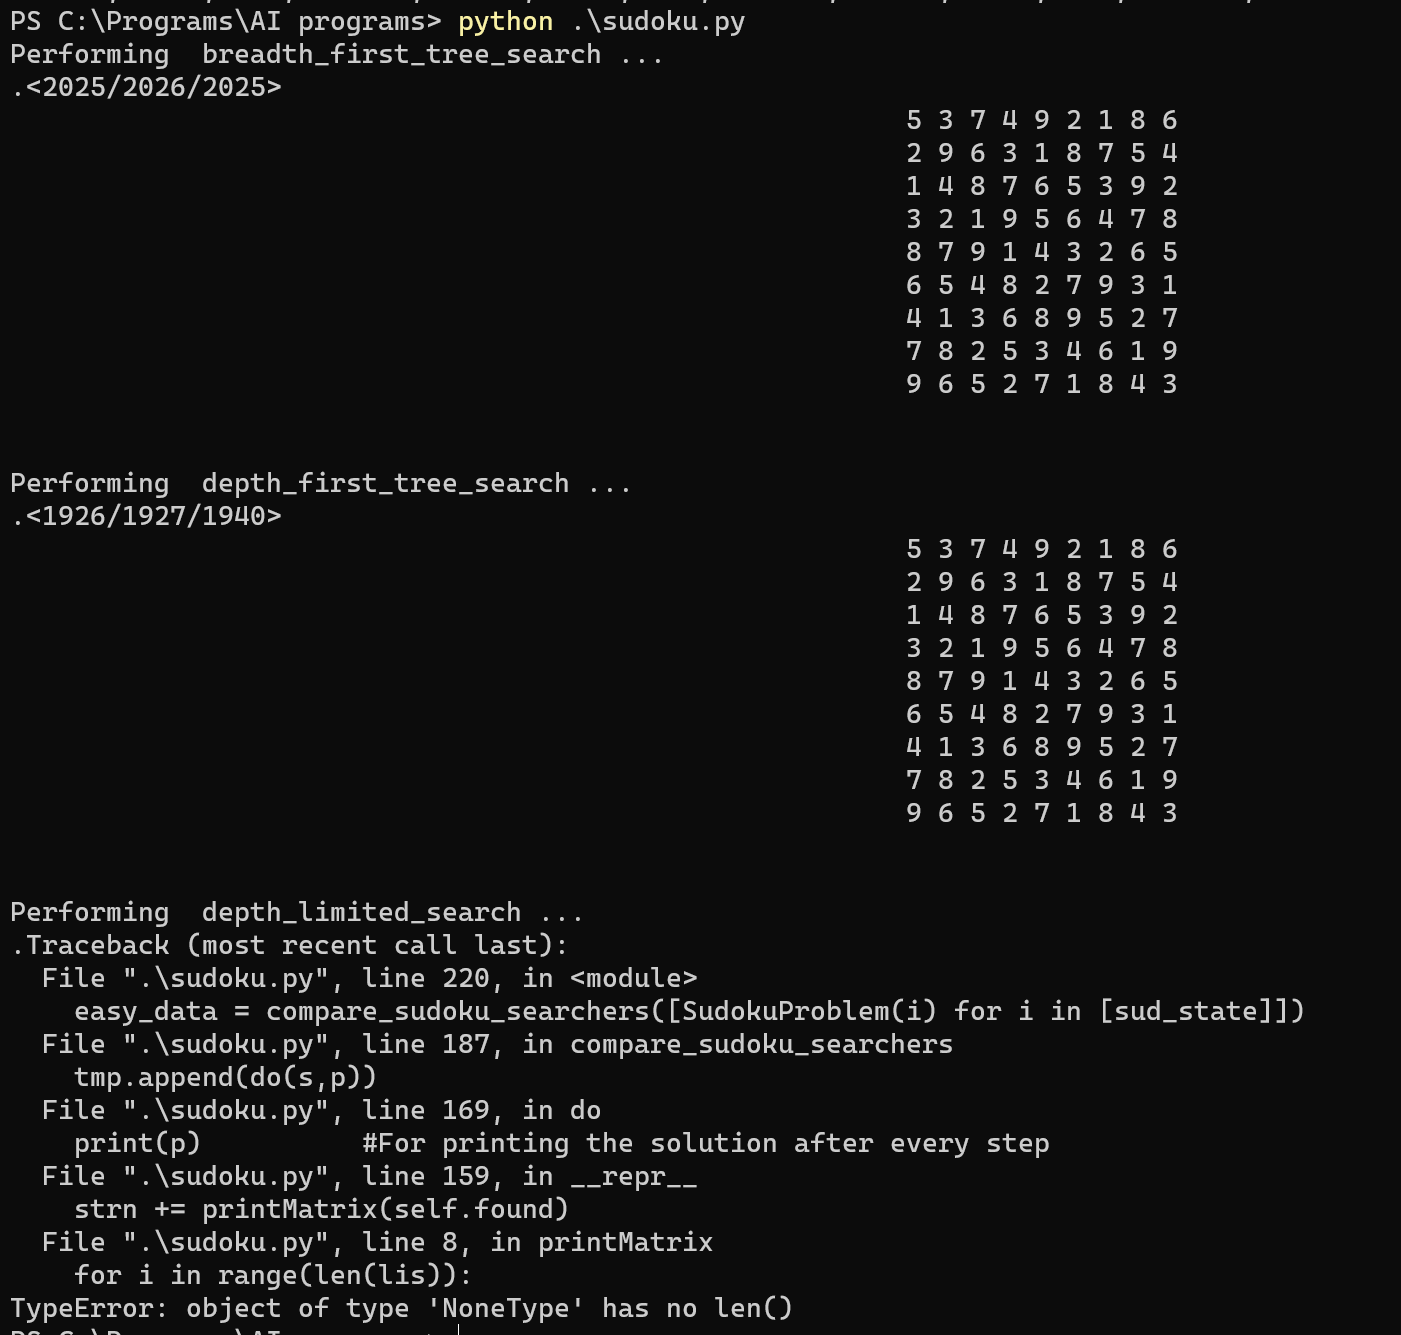 PS C:\Programs\AI programs> python .\sudoku.py
Performing  breadth_first_tree_search ...
.<2025/2026/2025>
5 3 7 4 9 2 1 8 6
2 9 6 3 1 8 7 5 4
1 4 8 7 6 5 3 9 2
3 2 1 9 5 6 4 7 8
8 7 9 1 4 3 2 6 5
6 5 4 8 2 7 9 3 1
4 1 3 6 8 9 5 2 7
7 8 2 5 3 4 6 1 9
9 6 5 2 7 1 8 4 3
Performing  depth_first_tree_search ...
.<1926/1927/1940>
5 3 7 4 9 2 1 8 6
2 9 6 3 1 8 7 5 4
1 4 8 7 6 5 3 9 2
3 2 1 9 5 6 4 7 8
8 7 9 1 4 3 2 6 5
6 5 4 8 2 7 9 3 1
4 1 3 6 8 9 5 2 7
7 8 2 5 3 4 6 1 9
9 6 5 2 7 1 8 4 3
Performing  depth_limited_search ...
.Traceback (most recent call last):
  File ".\sudoku.py", line 220, in <module>
    easy_data = compare_sudoku_searchers([SudokuProblem(i) for i in [sud_state]])
  File ".\sudoku.py", line 187, in compare_sudoku_searchers
    tmp.append(do(s,p))
  File ".\sudoku.py", line 169, in do
    print(p)          #For printing the solution after every step
  File ".\sudoku.py", line 159, in __repr__
    strn += printMatrix(self.found)
  File ".\sudoku.py", line 8, in printMatrix
    for i in range(len(lis)):
TypeError: object of type 'NoneType' has no len()